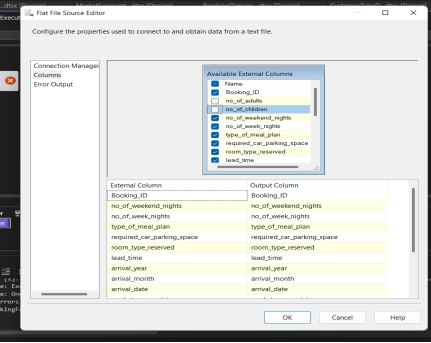 Flat File Source Editor
Configure the properties used to connect to and obtain data from a text file.
Connection Manager
Columns
Error Output
Available External Columns
Name
Booking_ID
no_of_adults
no_of_children
no_of_weekend_nights
no_of_week_nights
type_of_meal_plan
required_car_parking_space
room_type_reserved
lead_time
External Column Output Column
Booking_ID Booking_ID
no_of_weekend_nights no_of_weekend_nights
no_of_week_nights no_of_week_nights
type_of_meal_plan type_of_meal_plan
required_car_parking_space required_car_parking_space
room_type_reserved room_type_reserved
lead_time lead_time
arrival_year arrival_year
arrival_month arrival_month
arrival_date arrival_date
OK Cancel Help